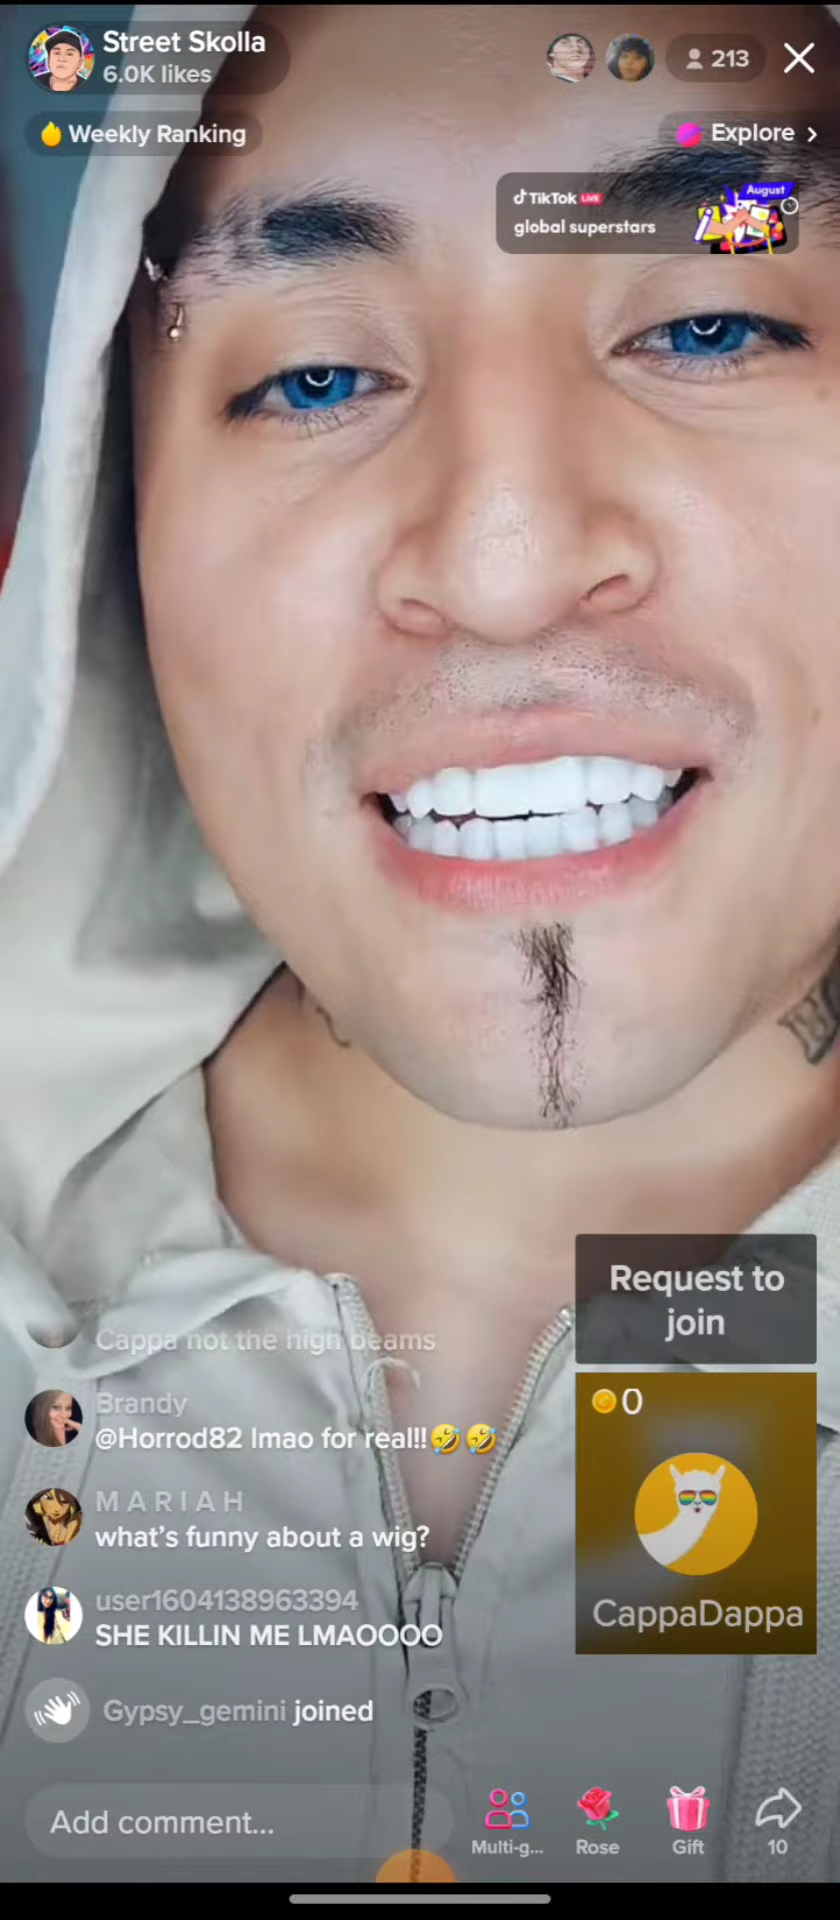 Street Skolla
6.0K likes
213
Weekly Ranking
Explore
TikTok LIVE
global superstars
August
Request to
join
Cappa not the high beams
Brandy
@Horrod82 lmao for real!!🤣🤣
0
M A R I A H
what's funny about a wig?
user1604138963394
SHE KILLIN ME LMAOOOO
CappaDappa
Gypsy_gemini joined
Add comment...
Multi-g...
Rose
Gift
10